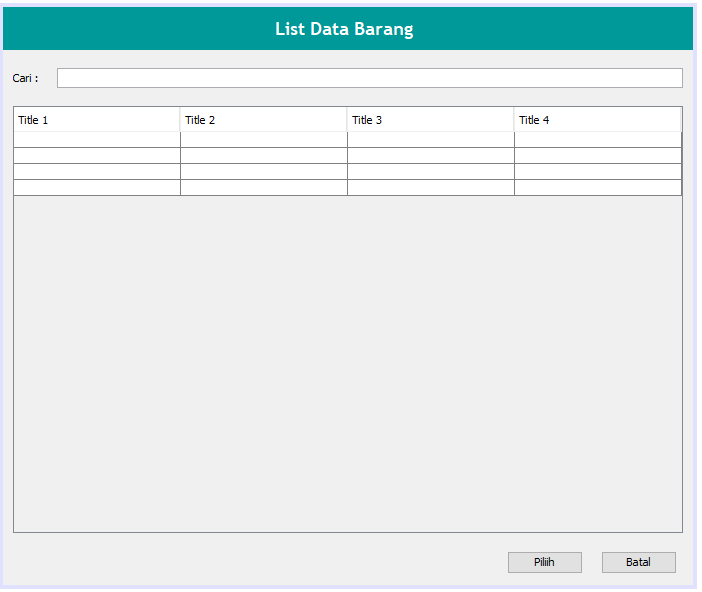 List Data Barang
Cari :
Title 1 Title 2 Title 3 Title 4
Pilih Batal